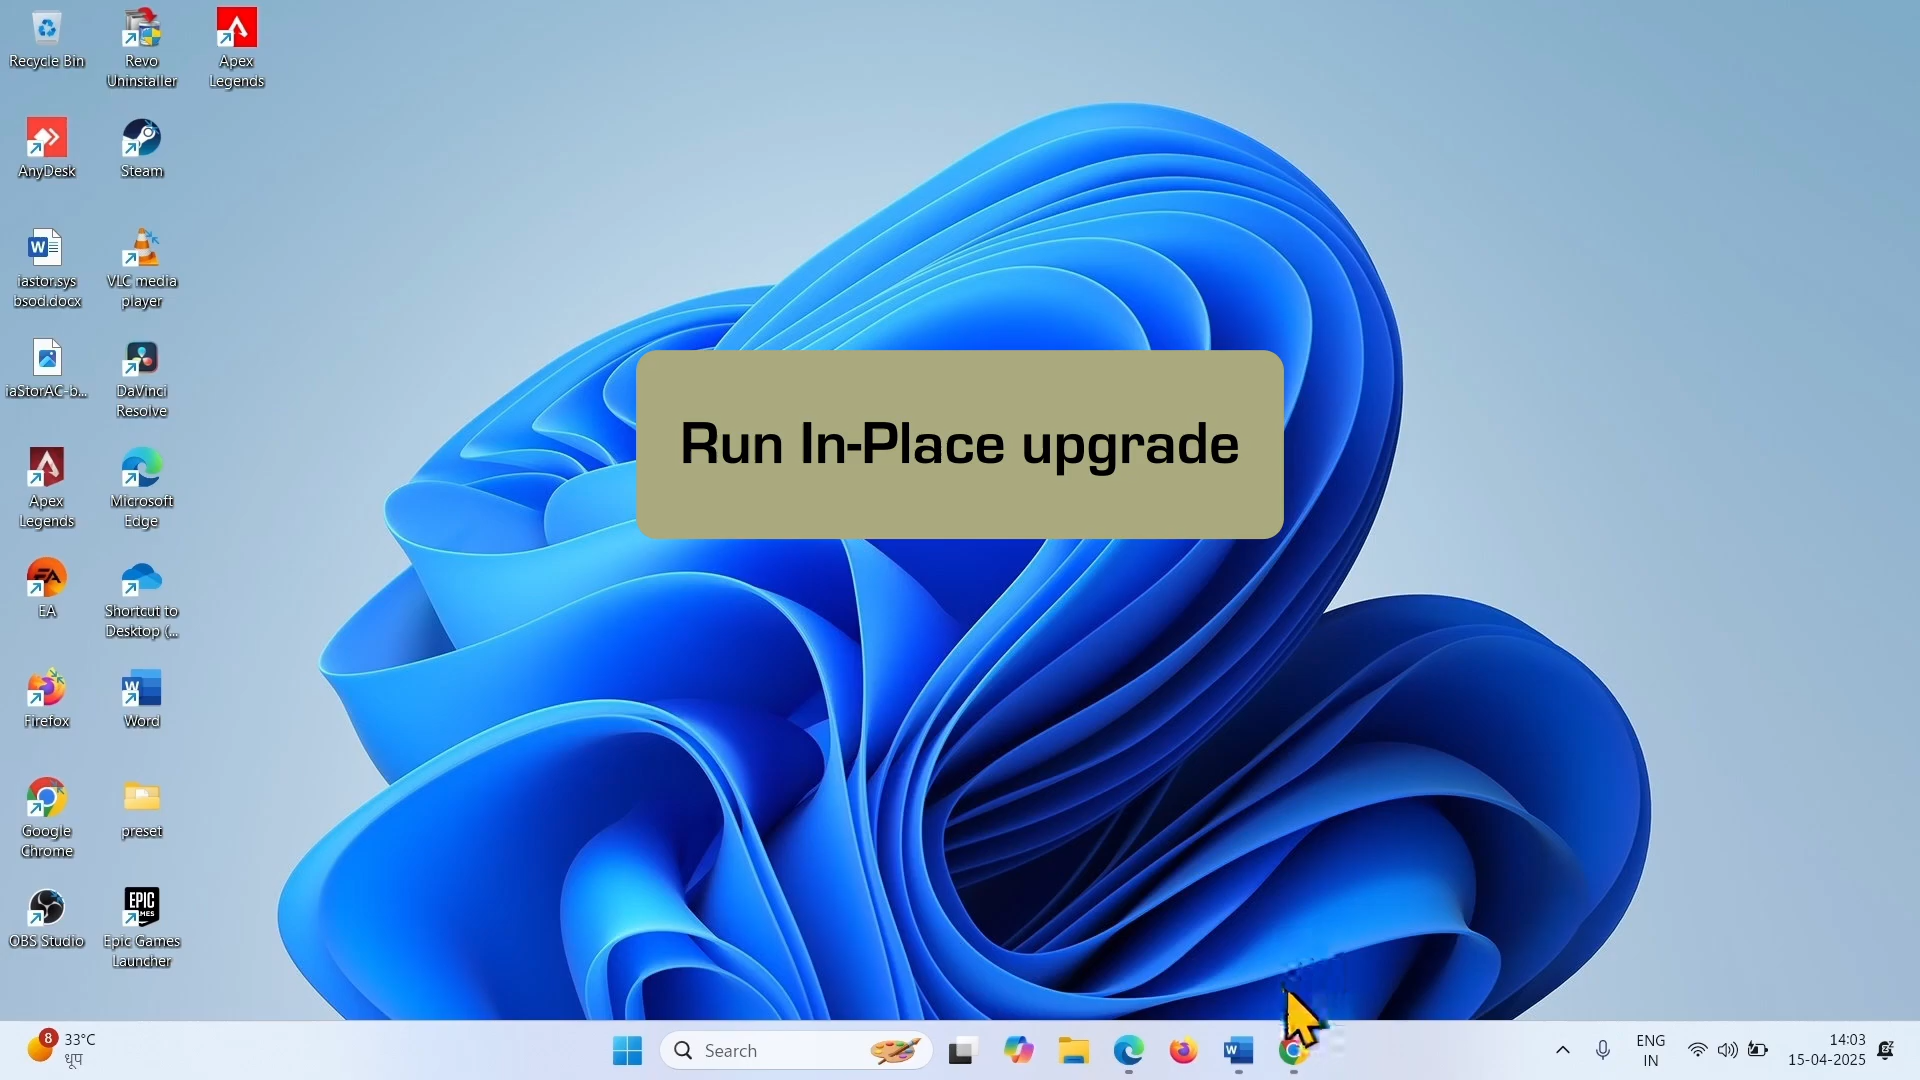 Recycle Bin
Revo
Uninstaller
Apex
Legends
AnyDesk
Steam
iastor.sys
bsod.docx
VLC media
player
iaStorAC-b...
DaVinci
Resolve
Apex
Legends
Microsoft
Edge
EA
Shortcut to
Desktop (...
Firefox
Word
Google
Chrome
preset
OBS Studio
Epic Games
Launcher
EPIC
Run In-Place upgrade
8
33°C
धूप
Search
ENG
IN
14:03
15-04-2025